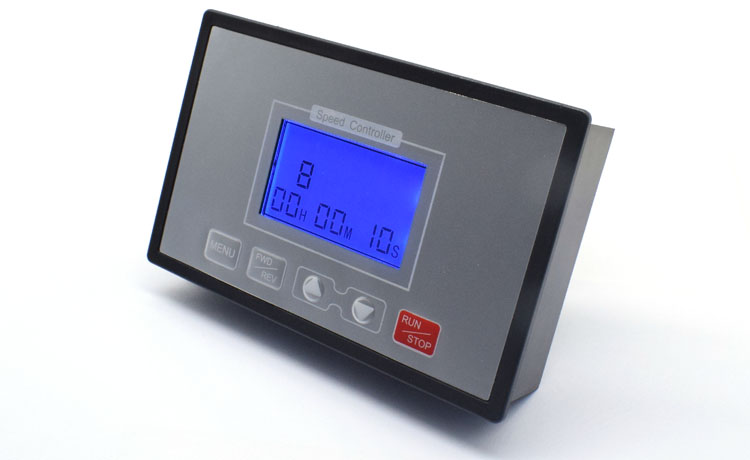 Speed Controller
8
00H 00M 10S
MENU
FWD
REV
RUN
STOP